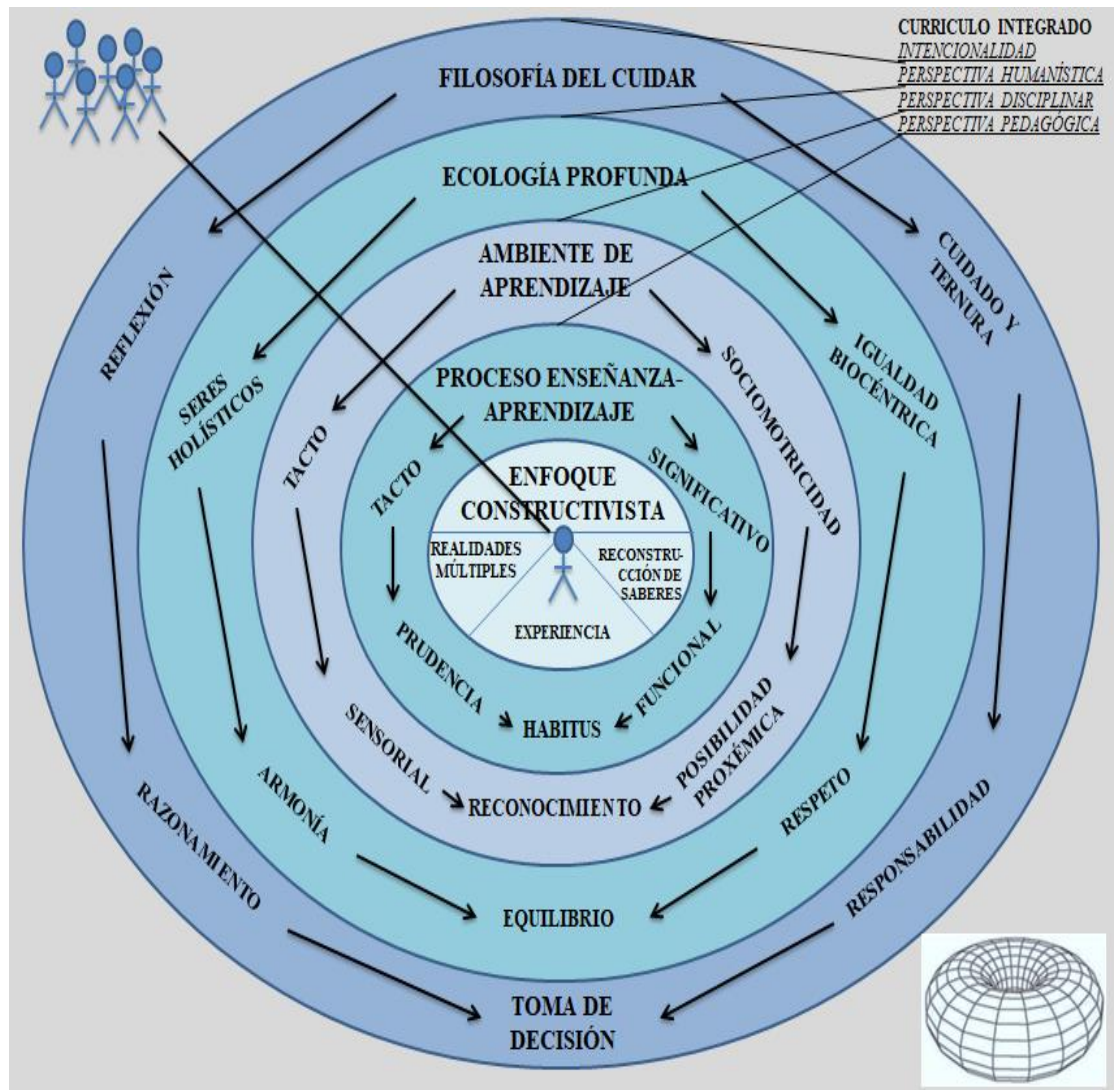 CURRICULO INTEGRADO
INTENCIONALIDAD
PERSPECTIVA HUMANÍSTICA
PERSPECTIVA DISCIPLINAR
PERSPECTIVA PEDAGÓGICA
FILOSOFÍA DEL CUIDAR
REFLEXIÓN
CUIDADO Y
TERNURA
RAZONAMIENTO
RESPONSABILIDAD
TOMA DE
DECISIÓN
ECOLOGÍA PROFUNDA
SERES
HOLÍSTICOS
IGUALDAD
BIOCÉNTRICA
ARMONÍA
RESPETO
EQUILIBRIO
AMBIENTE DE
APRENDIZAJE
TACTO
SOCIOMOTRICIDAD
SENSORIAL
POSIBILIDAD
PROXÉMICA
RECONOCIMIENTO
PROCESO ENSEÑANZA-
APRENDIZAJE
TACTO
SIGNIFICATIVO
PRUDENCIA
FUNCIONAL
HABITUS
ENFOQUE
CONSTRUCTIVISTA
REALIDADES
MÚLTIPLES
RECONSTRU-
CCIÓN DE
SABERES
EXPERIENCIA